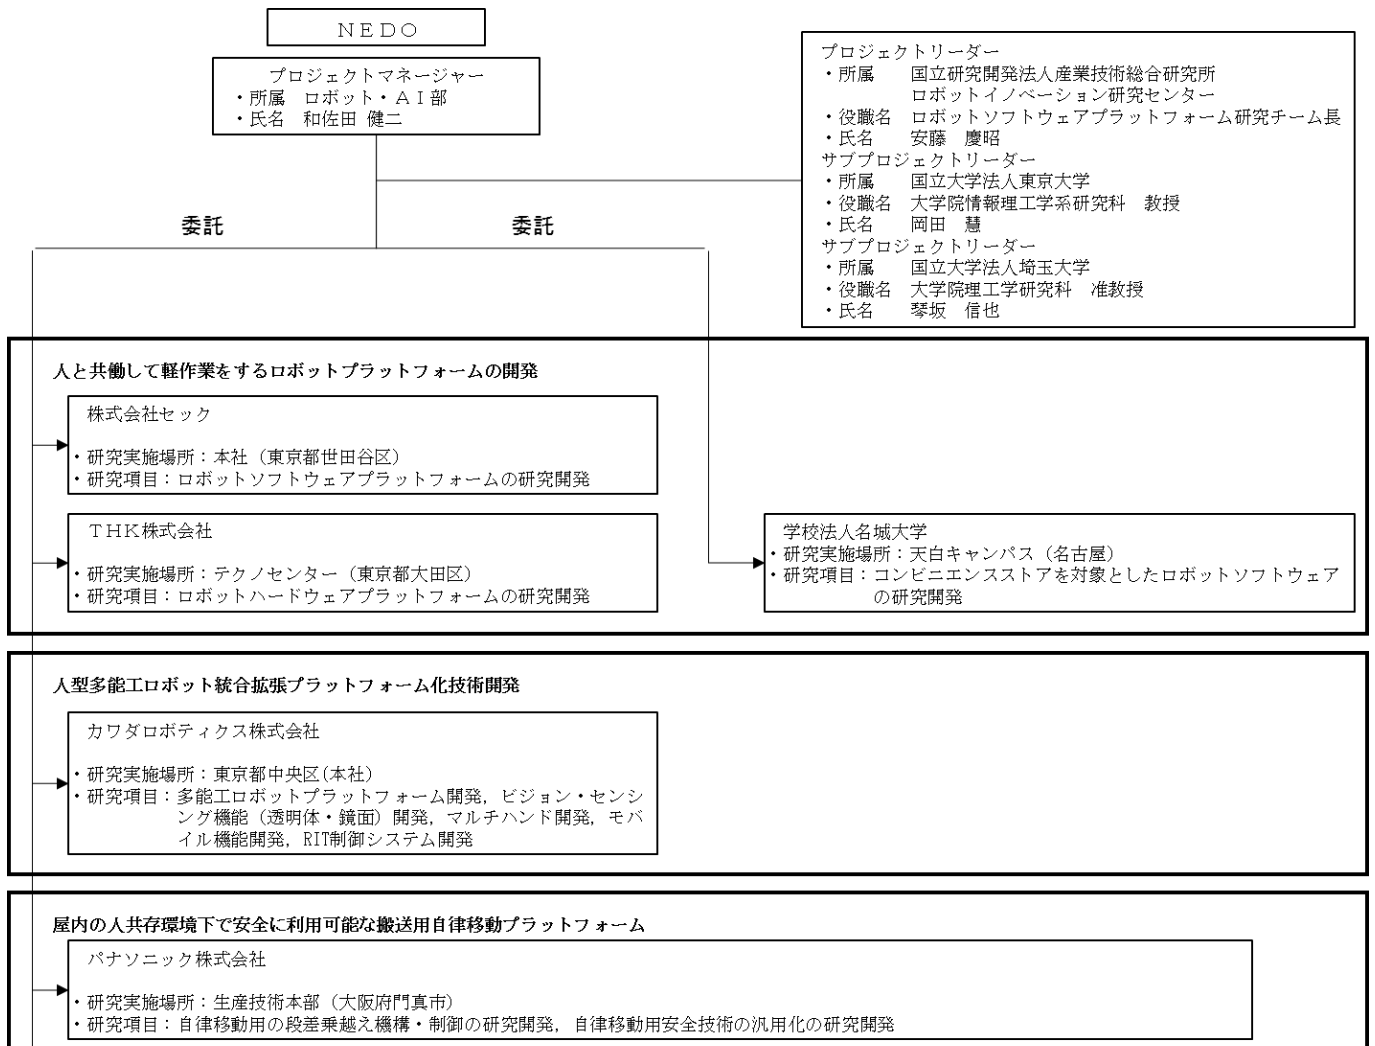 ＮＥＤＯ
プロジェクトマネージャー
・所属　ロボット・ＡＩ部
・氏名　和佐田 健二
プロジェクトリーダー
・所属　　国立研究開発法人産業技術総合研究所
ロボットイノベーション研究センター
・役職名　ロボットソフトウェアプラットフォーム研究チーム長
・氏名　　安藤　慶昭
サブプロジェクトリーダー
・所属　　国立大学法人東京大学
・役職名　大学院情報理工学系研究科　教授
・氏名　　岡田　慧
サブプロジェクトリーダー
・所属　　国立大学法人埼玉大学
・役職名　大学院理工学研究科　准教授
・氏名　　琴坂　信也
委託
委託
人と共働して軽作業をするロボットプラットフォームの開発
株式会社セック
・研究実施場所：本社（東京都世田谷区）
・研究項目：ロボットソフトウェアプラットフォームの研究開発
ＴＨＫ株式会社
・研究実施場所：テクノセンター（東京都大田区）
・研究項目：ロボットハードウェアプラットフォームの研究開発
学校法人名城大学
・研究実施場所：天白キャンパス（名古屋）
・研究項目：コンビニエンスストアを対象としたロボットソフトウェア
の研究開発
人型多能工ロボット統合拡張プラットフォーム化技術開発
カワダロボティクス株式会社
・研究実施場所：東京都中央区(本社)
・研究項目：多能工ロボットプラットフォーム開発，ビジョン・センシ
ング機能（透明体・鏡面）開発，マルチハンド開発，モバ
イル機能開発，RIT制御システム開発
屋内の人共存環境下で安全に利用可能な搬送用自律移動プラットフォーム
パナソニック株式会社
・研究実施場所：生産技術本部（大阪府門真市）
・研究項目：自律移動用の段差乗越え機構・制御の研究開発，自律移動用安全技術の汎用化の研究開発